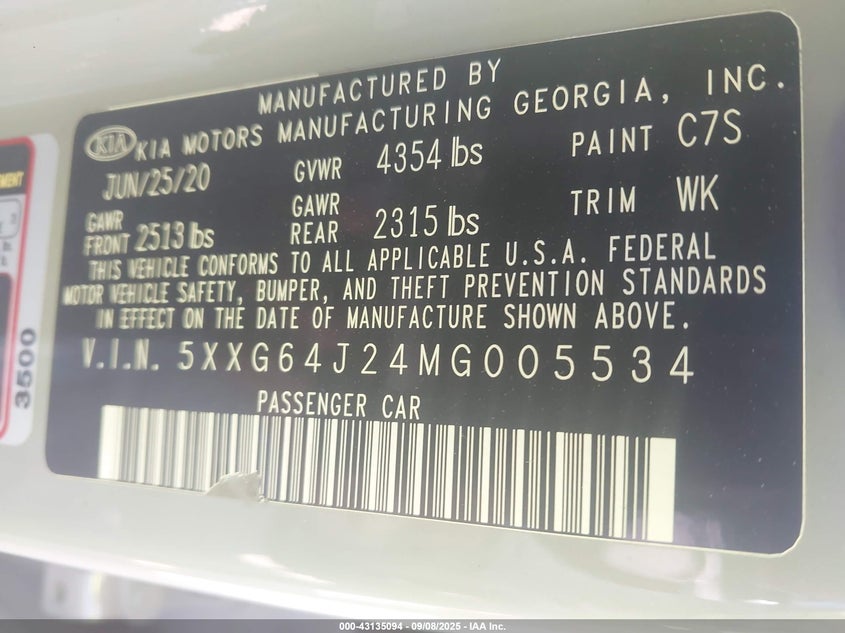 MANUFACTURED BY
KIA KIA MOTORS MANUFACTURING GEORGIA, INC.
JUN/25/20 GVWR 4354 lbs PAINT C7S
GAWR FRONT 2513 lbs GAWR REAR 2315 lbs TRIM WK
THIS VEHICLE CONFORMS TO ALL APPLICABLE U.S.A. FEDERAL
MOTOR VEHICLE SAFETY, BUMPER, AND THEFT PREVENTION STANDARDS
IN EFFECT ON THE DATE OF MANUFACTURE SHOWN ABOVE.
V.I.N. 5XXG64J24MG005534
PASSENGER CAR
3500
000-43135094 - 09/08/2025 - IAA Inc.